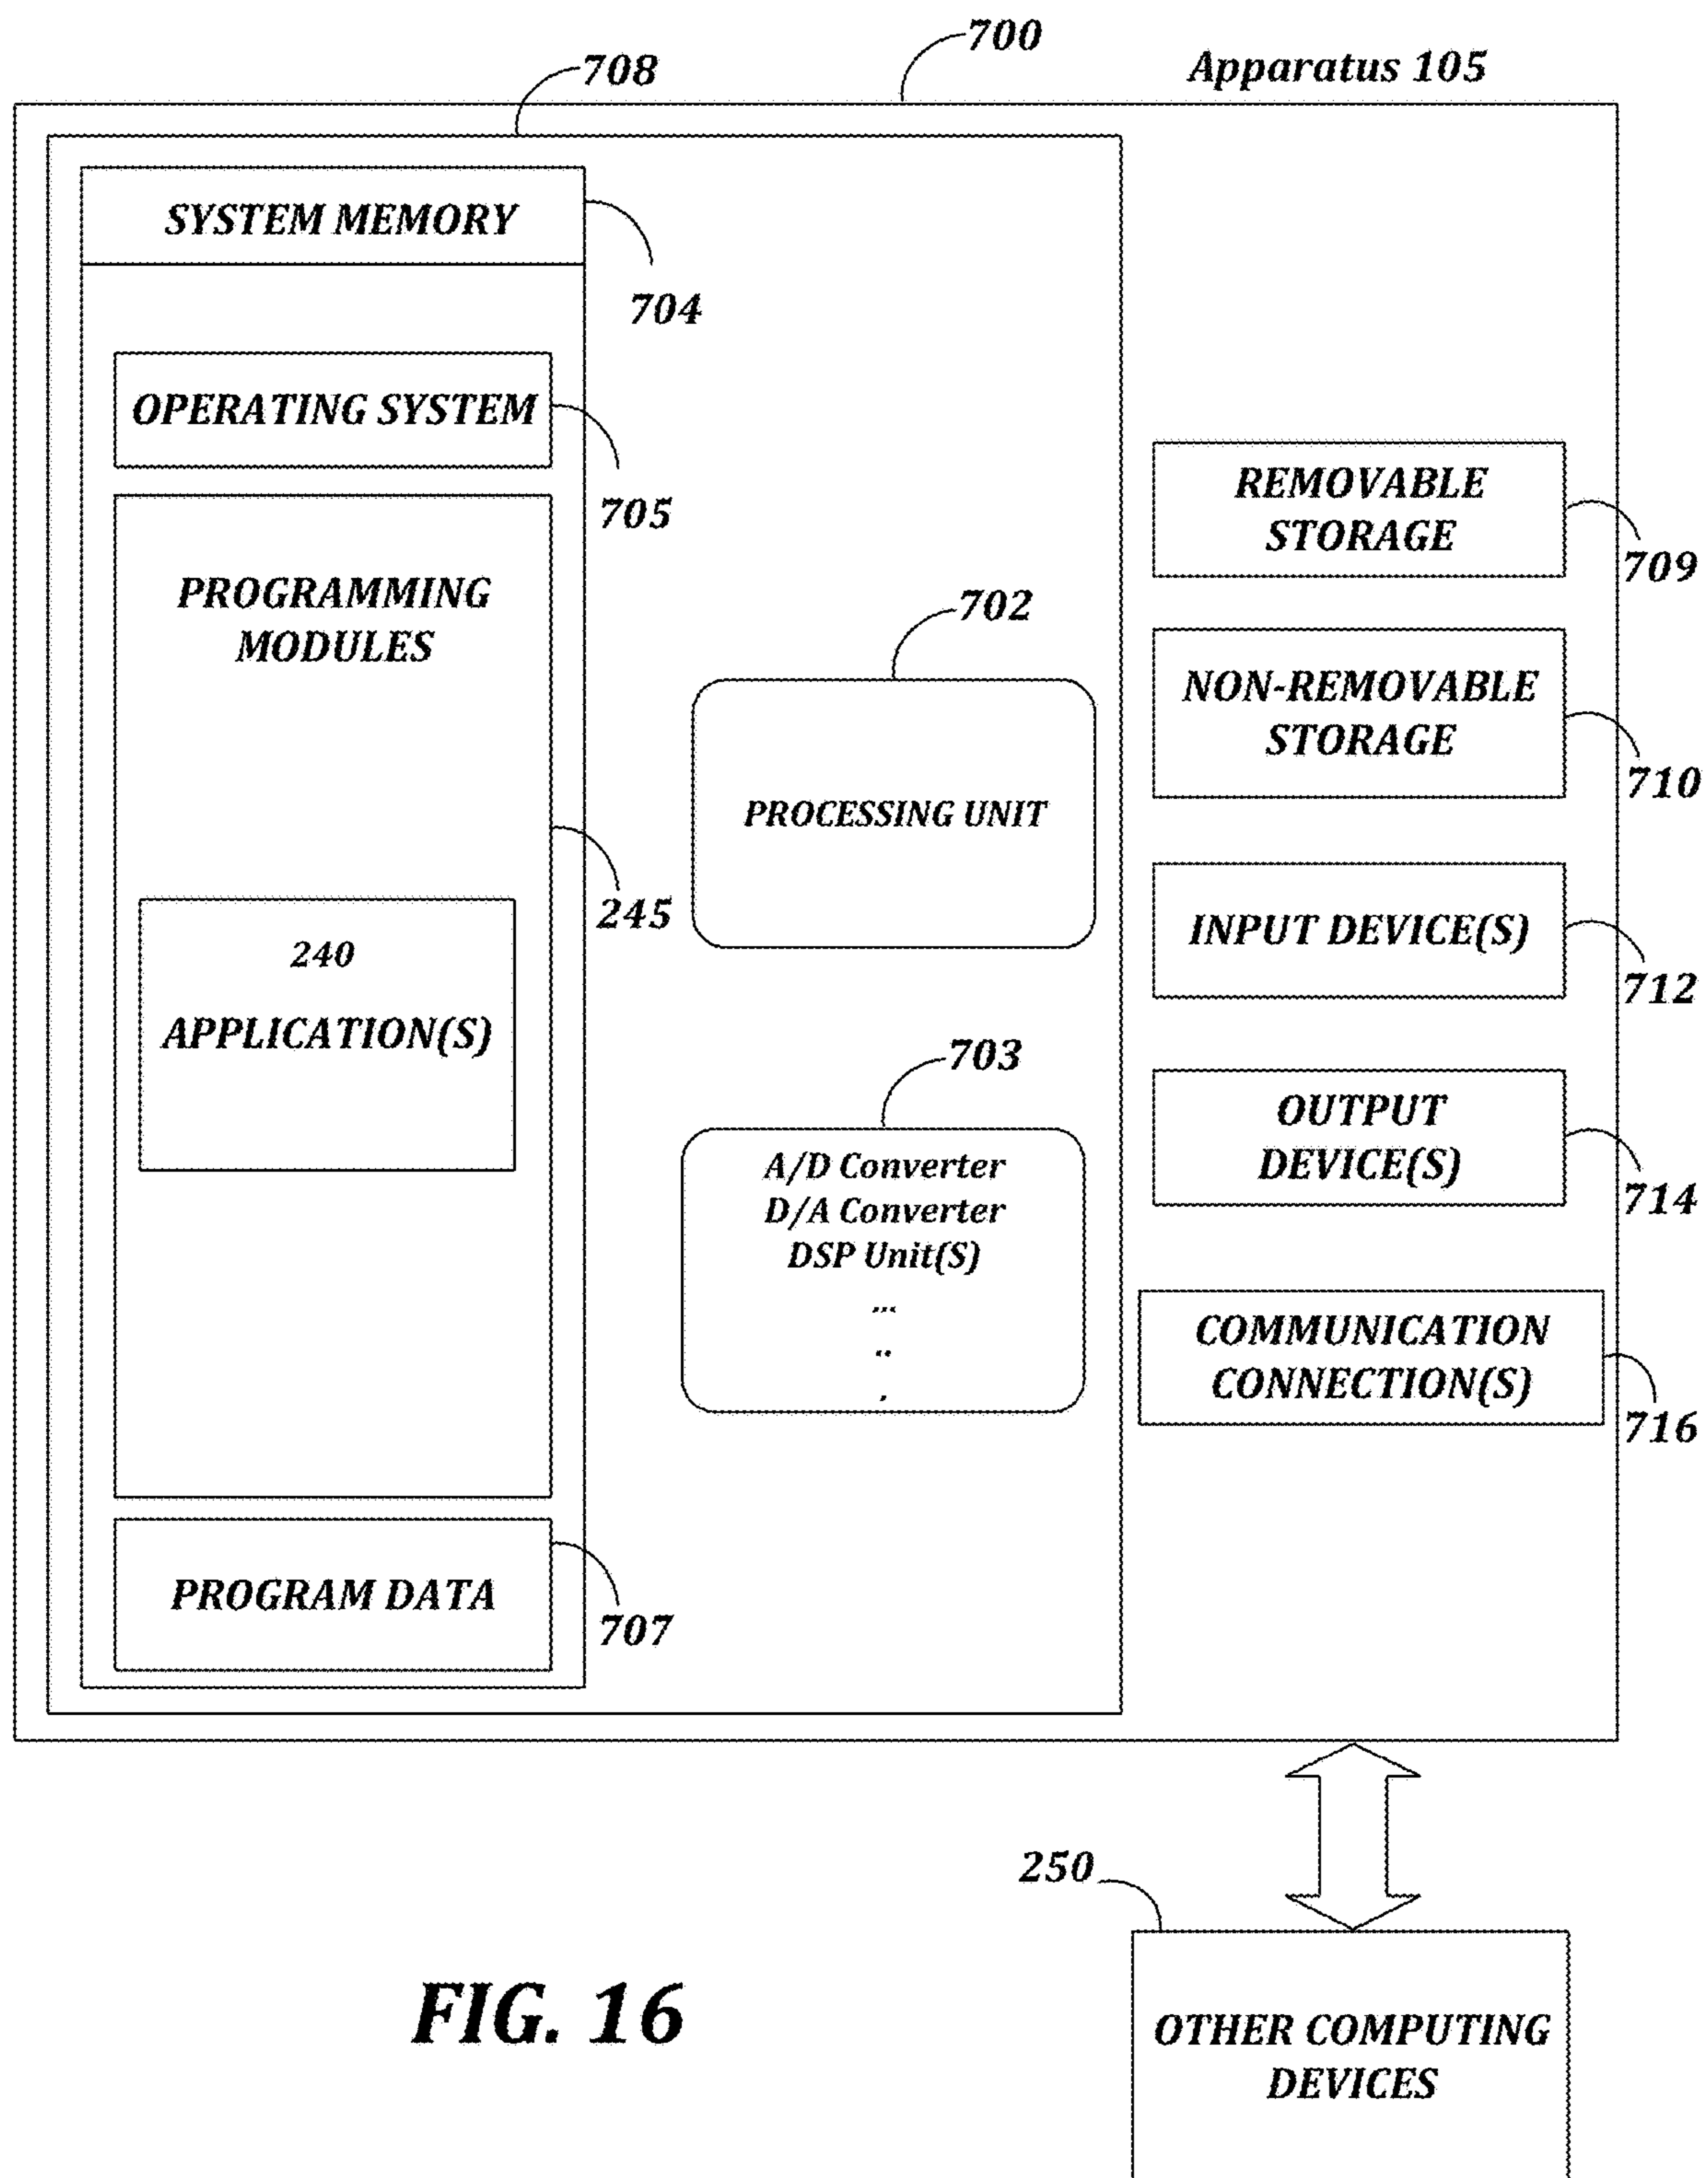 700
Apparatus 105
708
SYSTEM MEMORY
704
OPERATING SYSTEM
705
PROGRAMMING
MODULES
245
240
APPLICATION(S)
PROGRAM DATA
707
702
PROCESSING UNIT
703
A/D Converter
D/A Converter
DSP Unit(S)
...
..
.
REMOVABLE
STORAGE
709
NON-REMOVABLE
STORAGE
710
INPUT DEVICE(S)
712
OUTPUT
DEVICE(S)
714
COMMUNICATION
CONNECTION(S)
716
250
OTHER COMPUTING
DEVICES
FIG. 16